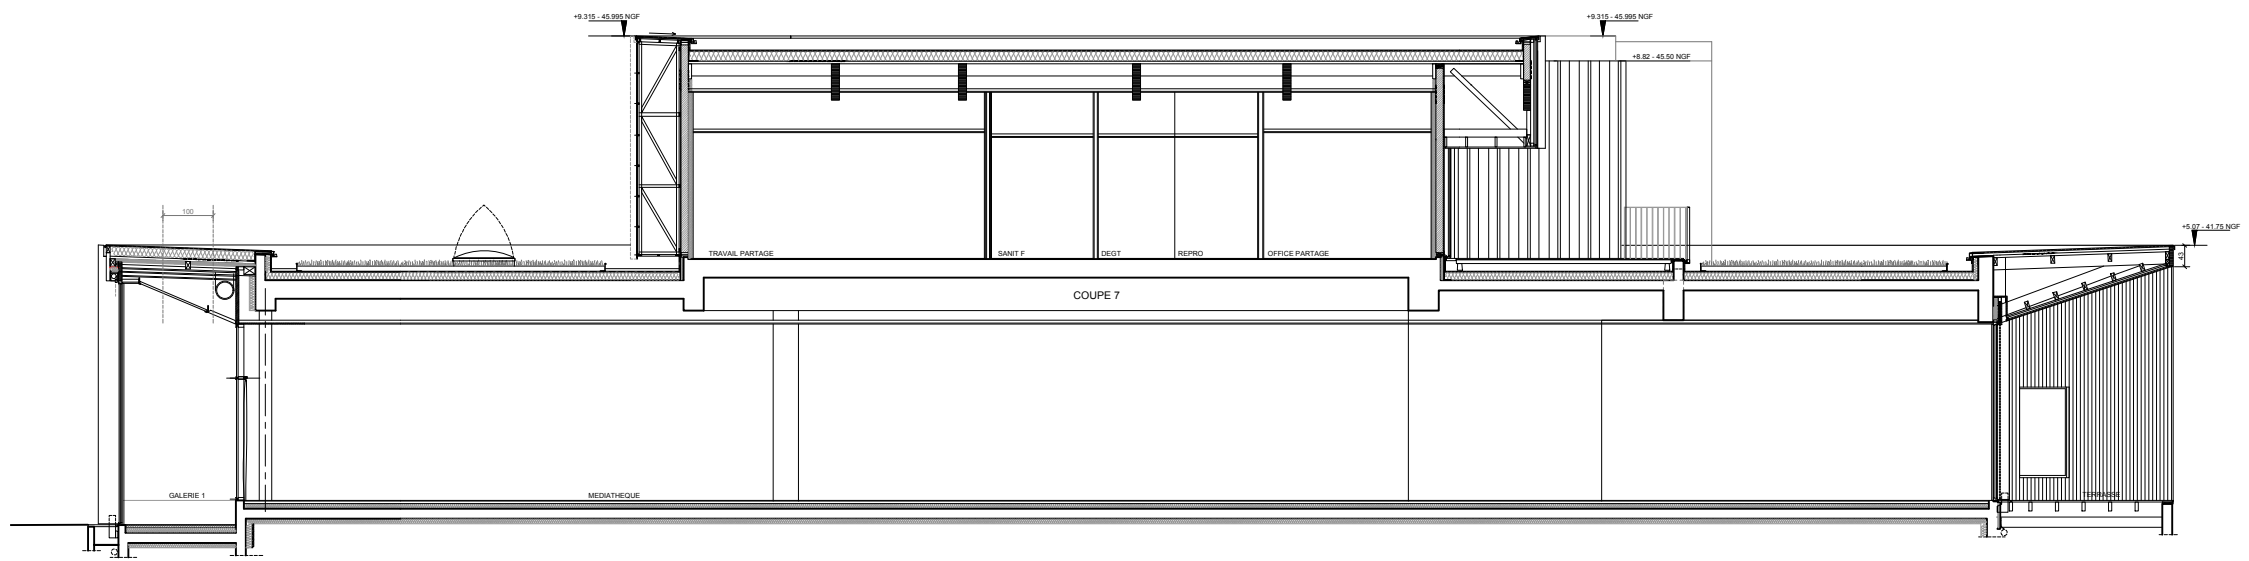 +9.315 - 45.995 NGF
+9.315 - 45.995 NGF
+8.82 - 45.50 NGF
100
+5.07 - 41.75 NGF
43
TRAVAIL PARTAGE
SANIT F
DEGT
REPRO
OFFICE PARTAGE
COUPE 7
GALERIE 1
MEDIATHEQUE
TERRASSE